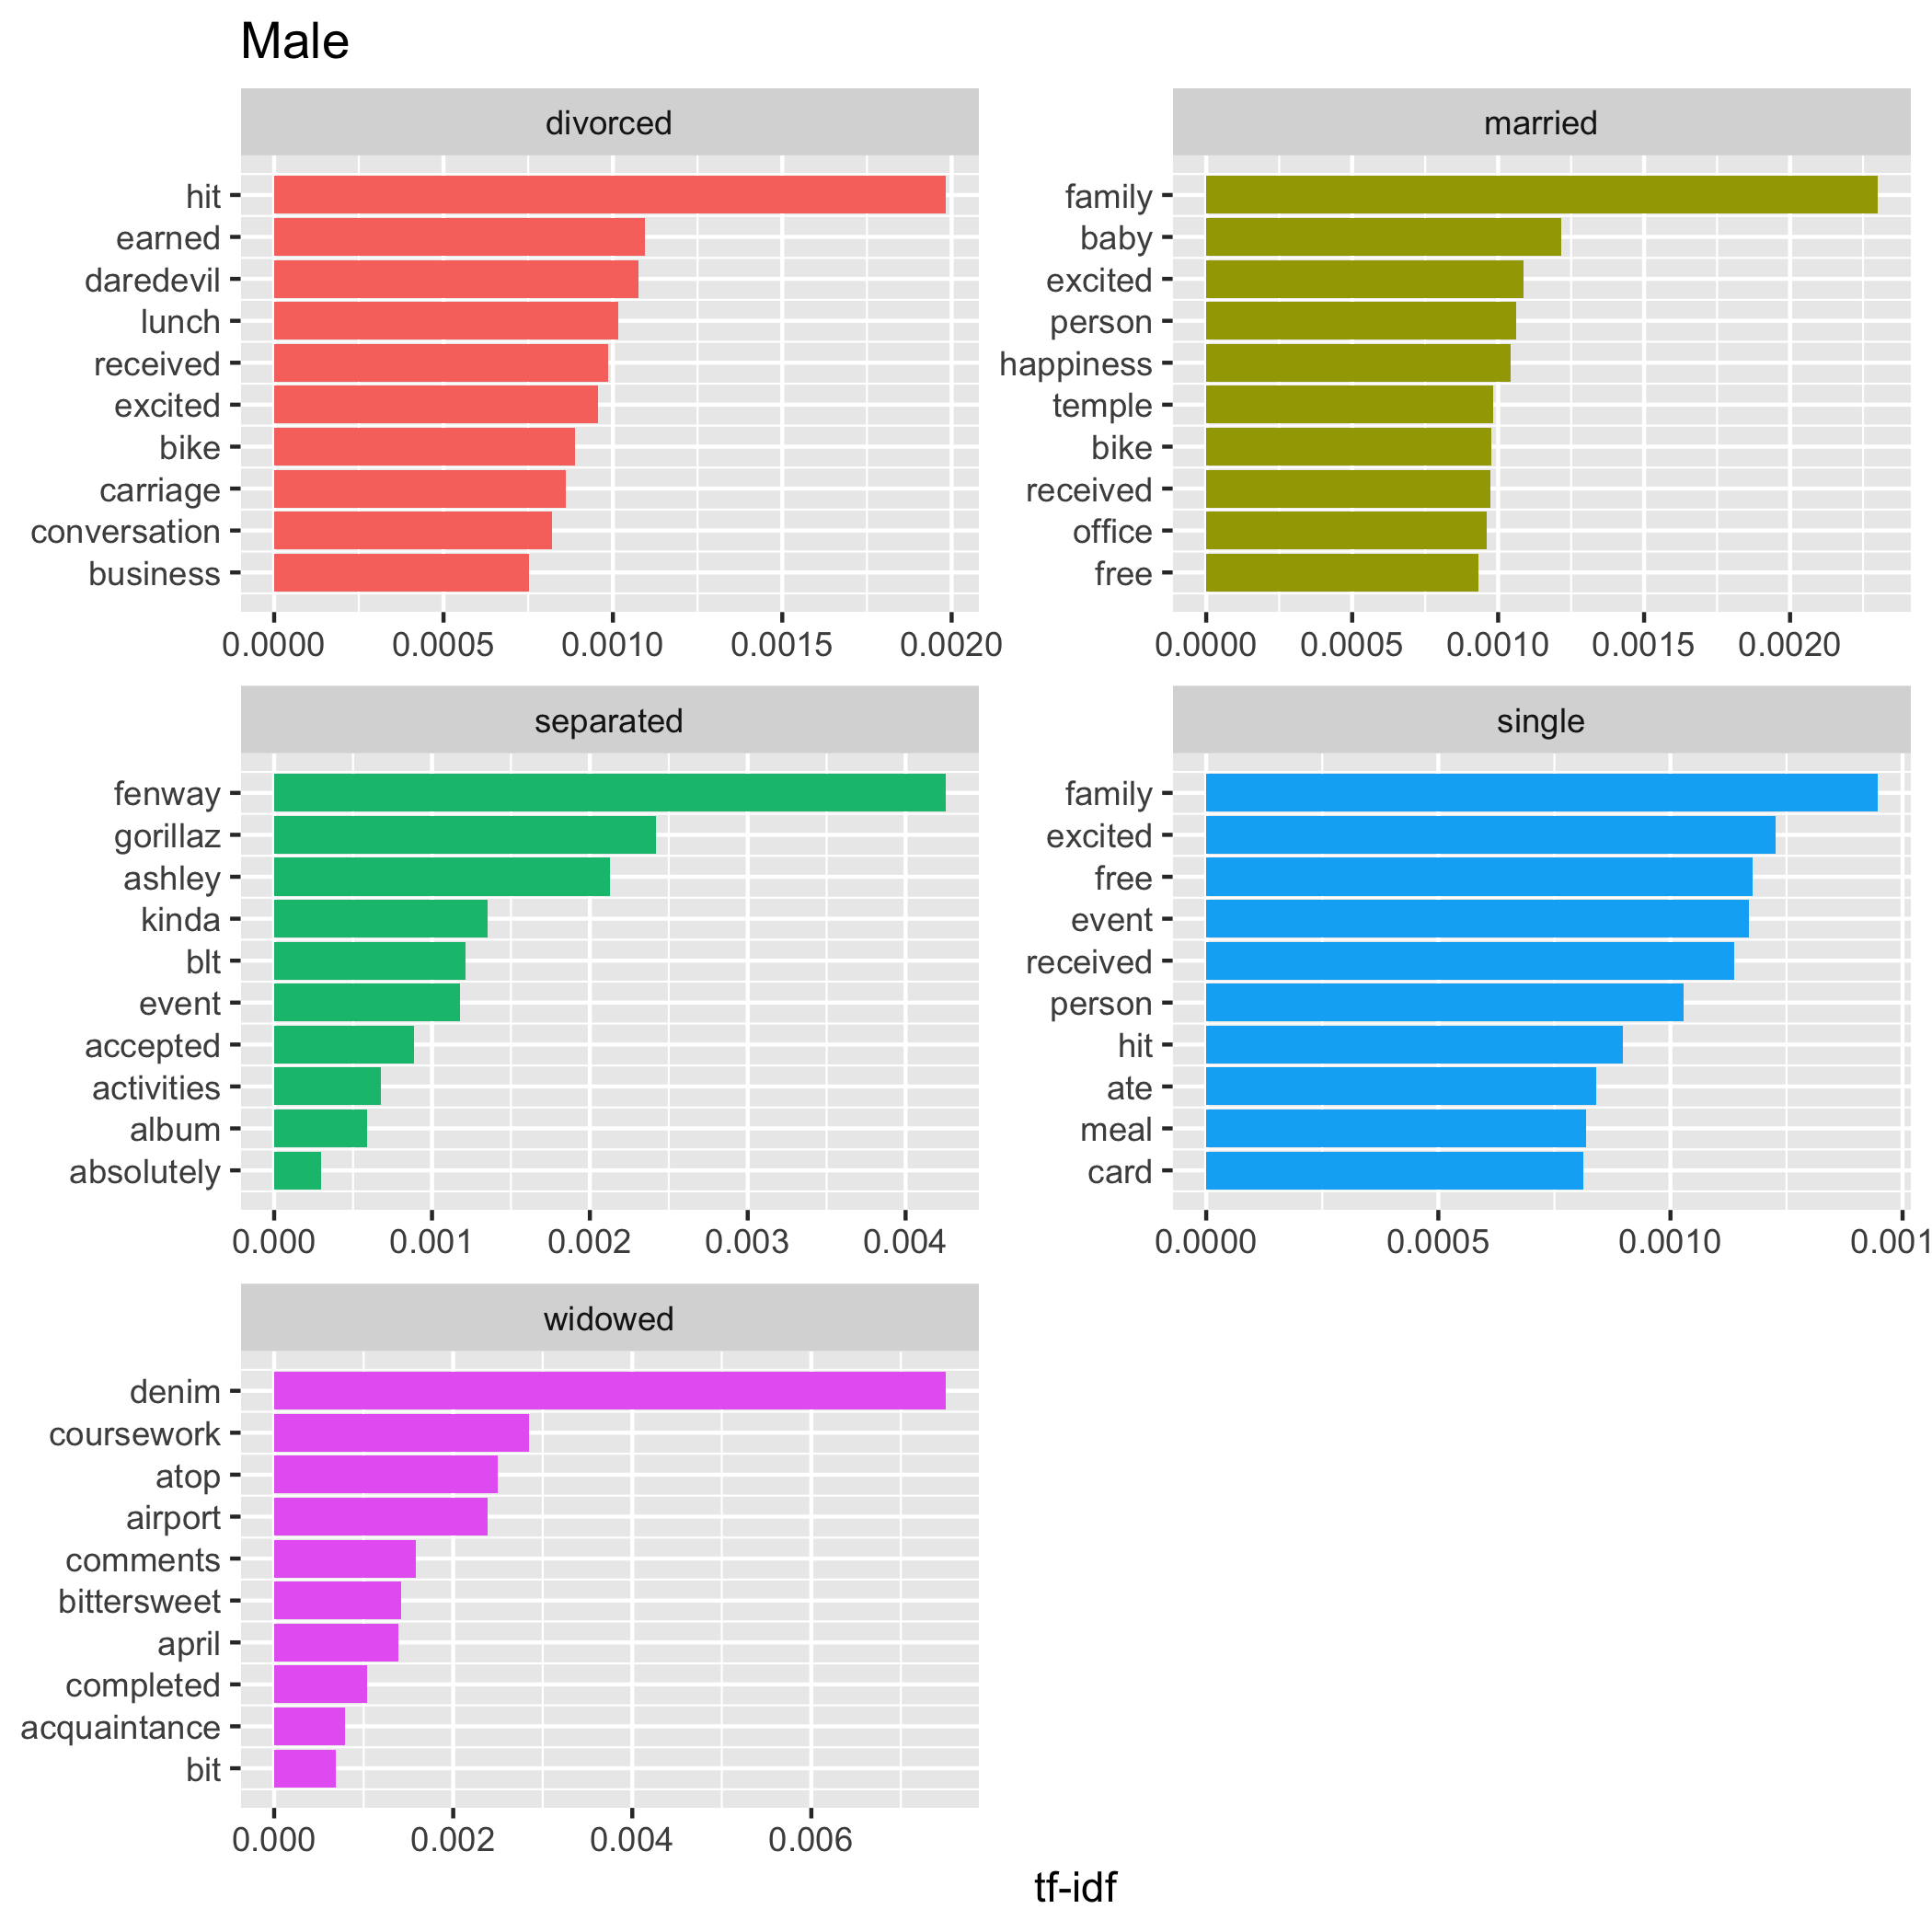 Male
divorced
hit
earned
daredevil
lunch
received
excited
bike
carriage
conversation
business
0.0000 0.0005 0.0010 0.0015 0.0020
married
family
baby
excited
person
happiness
temple
bike
received
office
free
0.0000 0.0005 0.0010 0.0015 0.0020
separated
fenway
gorillaz
ashley
kinda
blt
event
accepted
activities
album
absolutely
0.000 0.001 0.002 0.003 0.004
single
family
excited
free
event
received
person
hit
ate
meal
card
0.0000 0.0005 0.0010 0.001
widowed
denim
coursework
atop
airport
comments
bittersweet
april
completed
acquaintance
bit
0.000 0.002 0.004 0.006
tf-idf